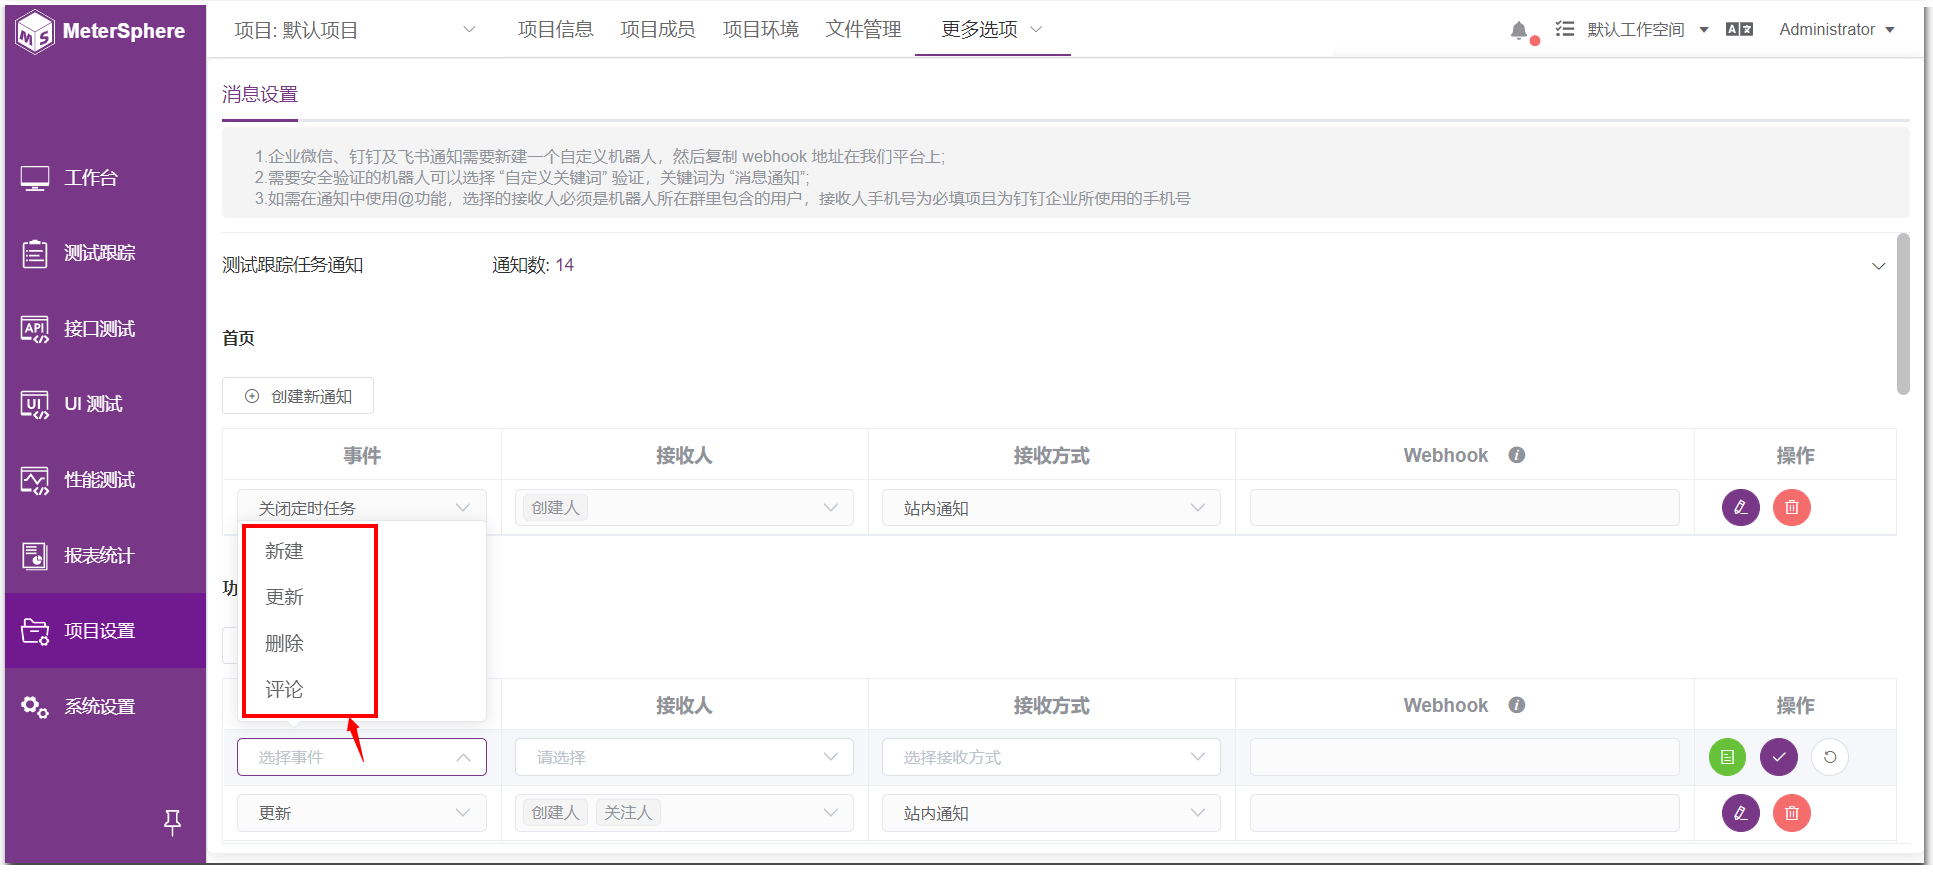 MeterSphere
项目: 默认项目
项目信息
项目成员
项目环境
文件管理
更多选项
默认工作空间
Administrator
工作台
测试跟踪
API
接口测试
UI
UI 测试
性能测试
报表统计
项目设置
系统设置
消息设置
1.企业微信、钉钉及飞书通知需要新建一个自定义机器人，然后复制 webhook 地址在我们平台上;
2.需要安全验证的机器人可以选择 “自定义关键词” 验证，关键词为 “消息通知”;
3.如需在通知中使用@功能，选择的接收人必须是机器人所在群里包含的用户，接收人手机号为必填项目为钉钉企业所使用的手机号
测试跟踪任务通知
通知数: 14
首页
创建新通知
事件 接收人 接收方式 Webhook 操作
关闭定时任务 创建人 站内通知
新建
更新
删除
评论
功
接收人 接收方式 Webhook 操作
选择事件 请选择 选择接收方式
更新 创建人 关注人 站内通知